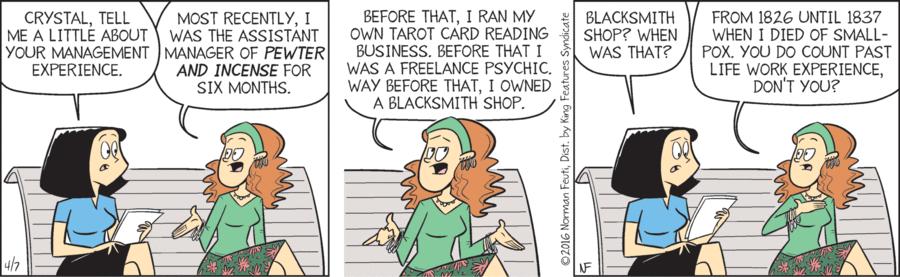 CRYSTAL, TELL
ME A LITTLE ABOUT
YOUR MANAGEMENT
EXPERIENCE.
MOST RECENTLY, I
WAS THE ASSISTANT
MANAGER OF PEWTER
AND INCENSE FOR
SIX MONTHS.
4/7
BEFORE THAT, I RAN MY
OWN TAROT CARD READING
BUSINESS. BEFORE THAT I
WAS A FREELANCE PSYCHIC.
WAY BEFORE THAT, I OWNED
A BLACKSMITH SHOP.
©2016 Norman Feuti, Dist. by King Features Syndicate
BLACKSMITH
SHOP? WHEN
WAS THAT?
FROM 1826 UNTIL 1837
WHEN I DIED OF SMALL-
POX. YOU DO COUNT PAST
LIFE WORK EXPERIENCE,
DON'T YOU?
NF